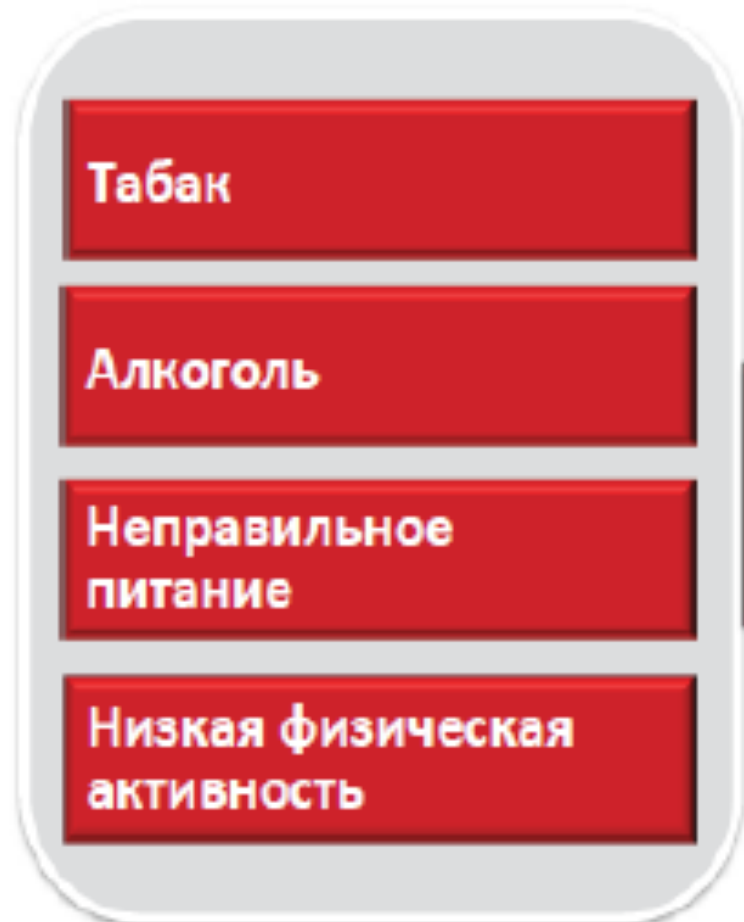 Табак
Алкоголь
Неправильное
питание
Низкая физическая
активность